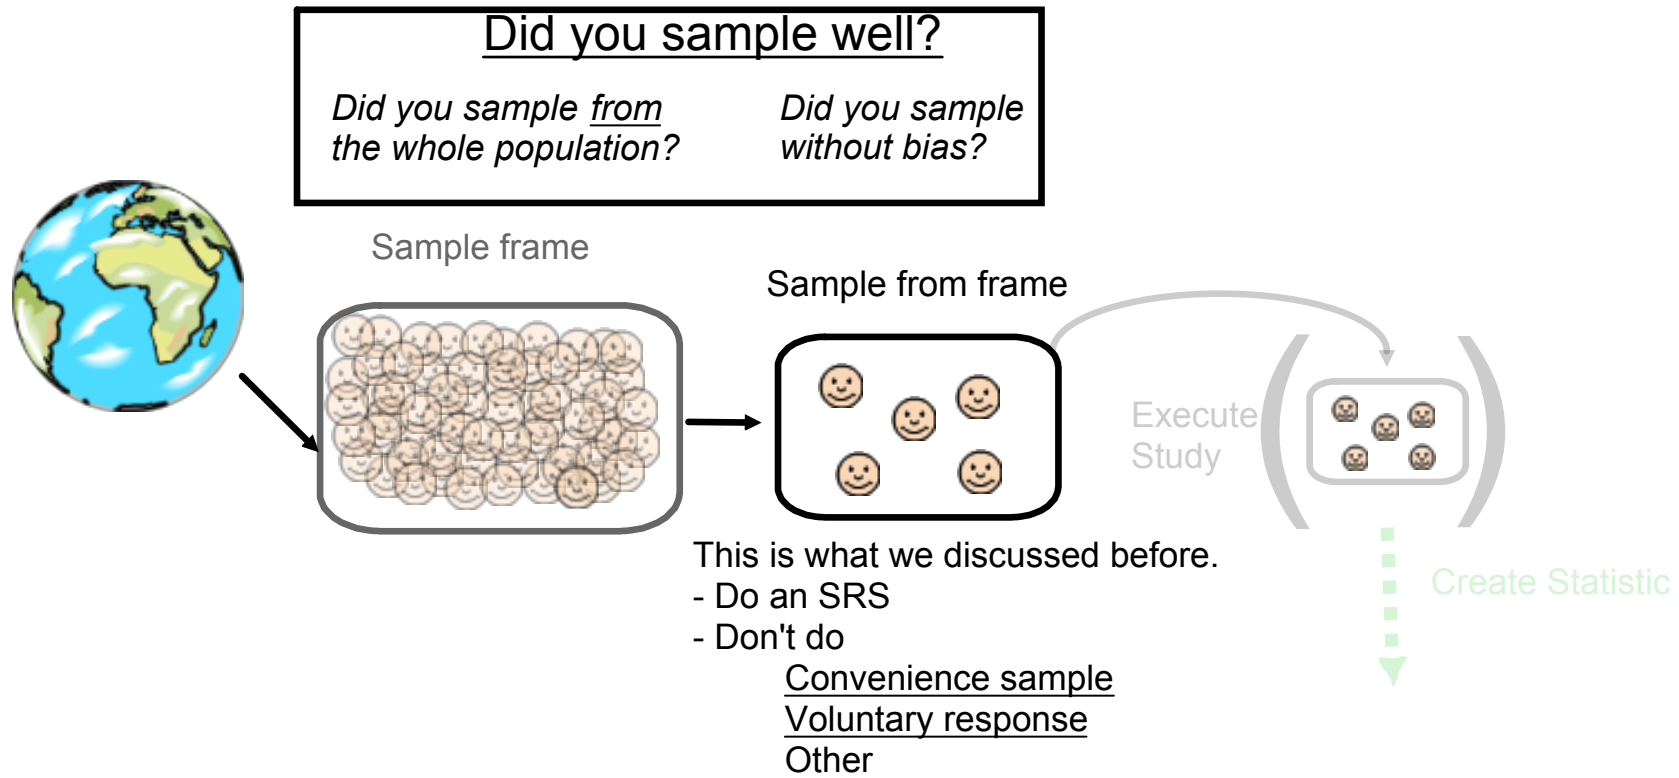 Did you sample well?
Did you sample from
the whole population?
Did you sample
without bias?
Sample frame
Sample from frame
Execute
Study
This is what we discussed before.
- Do an SRS
- Don't do
Convenience sample
Voluntary response
Other
Create Statistic